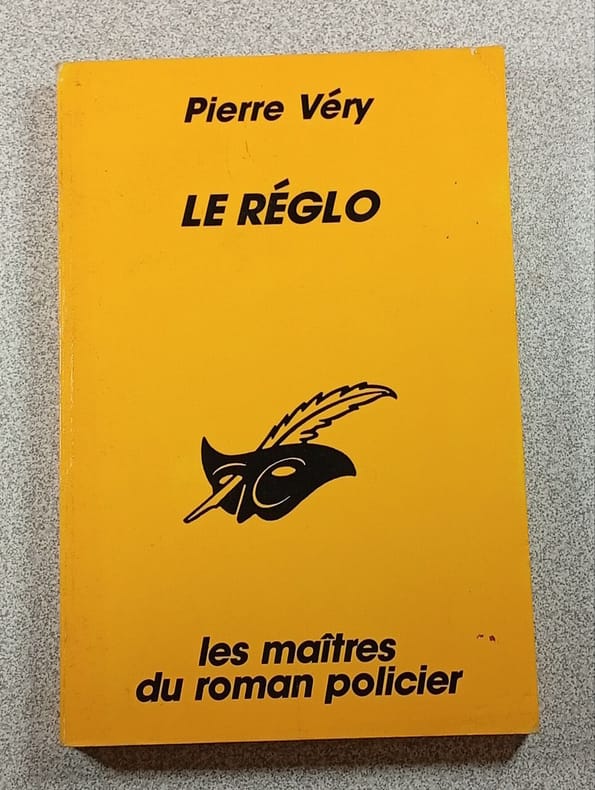 Pierre Véry
LE RÉGLO
les maîtres
du roman policier